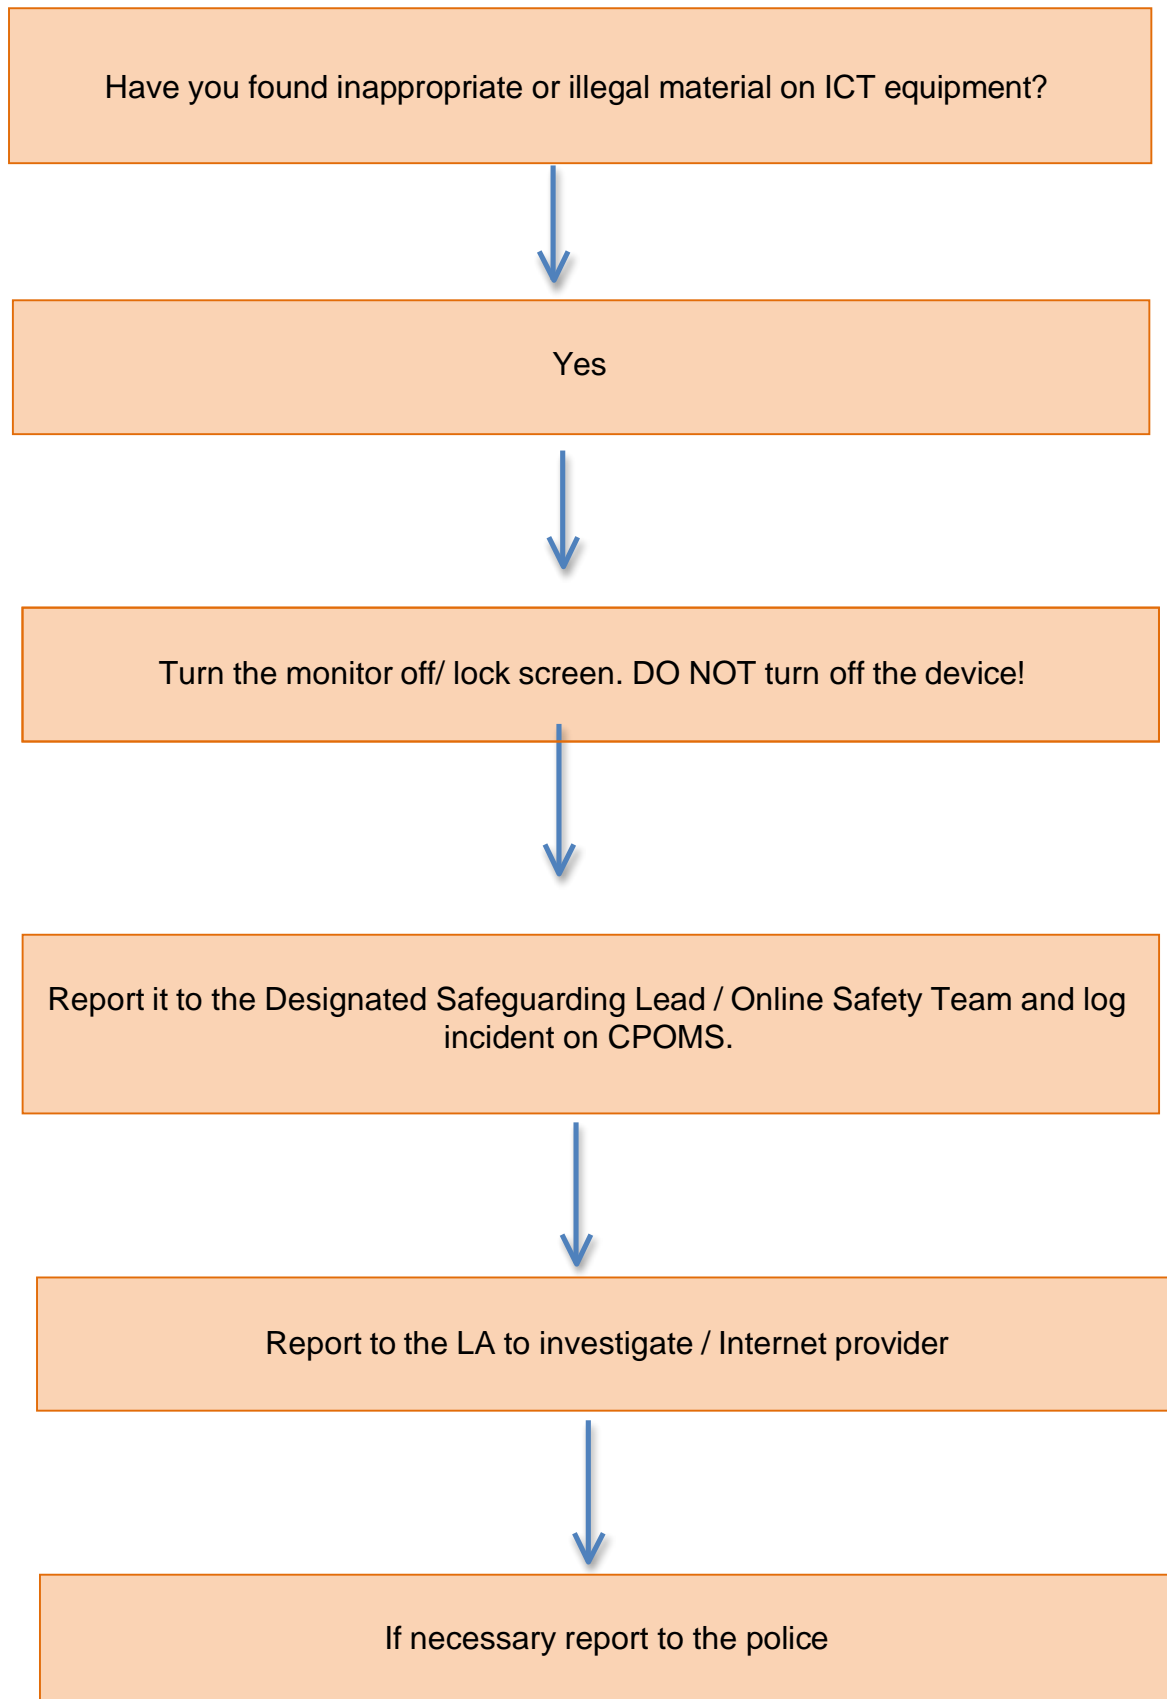 Have you found inappropriate or illegal material on ICT equipment?
Yes
Turn the monitor off/ lock screen. DO NOT turn off the device!
Report it to the Designated Safeguarding Lead / Online Safety Team and log
incident on CPOMS.
Report to the LA to investigate / Internet provider
If necessary report to the police